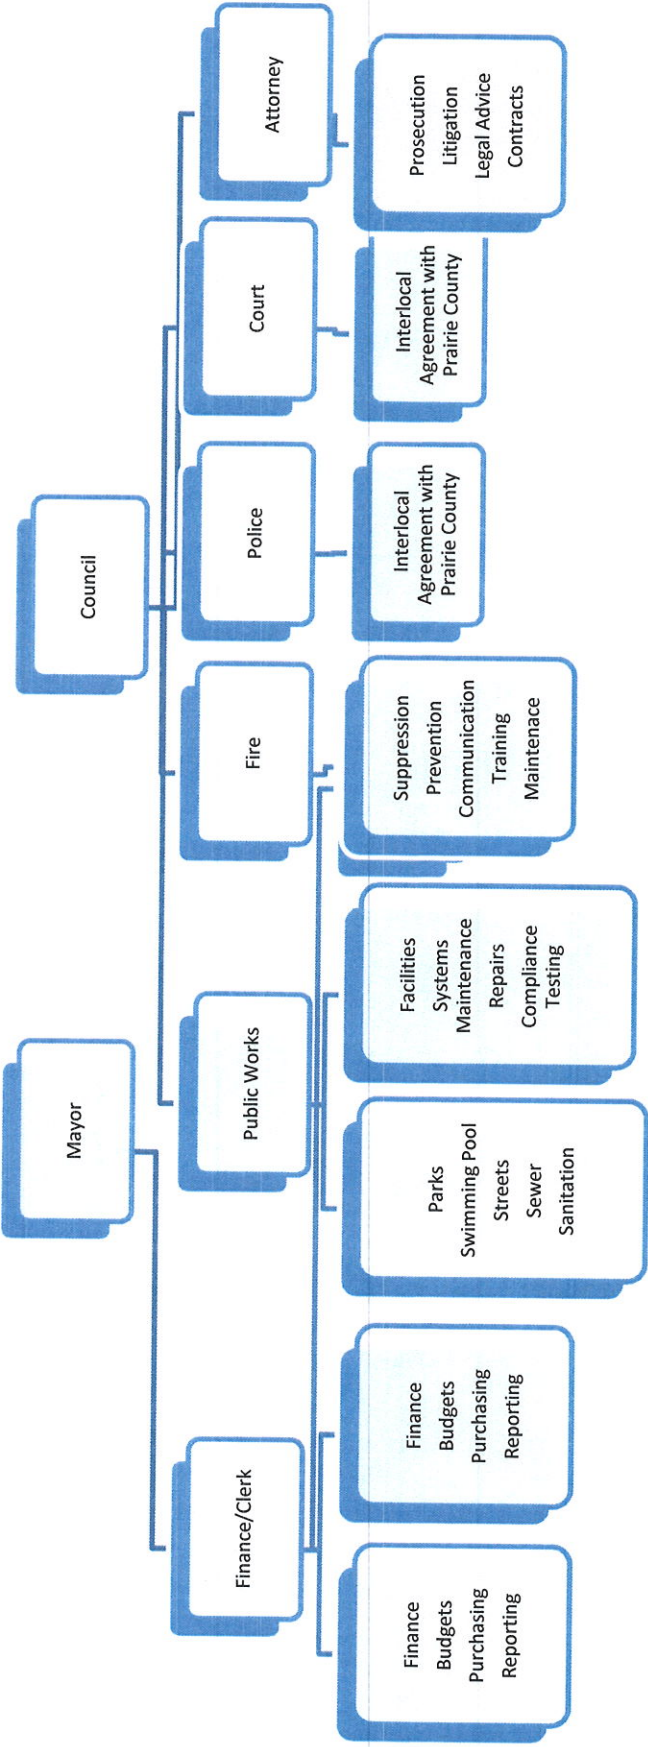 Mayor
Council
Finance/Clerk
Public Works
Fire
Police
Court
Attorney
Finance
Budgets
Purchasing
Reporting
Finance
Budgets
Purchasing
Reporting
Parks
Swimming Pool
Streets
Sewer
Sanitation
Facilities
Systems
Maintenance
Repairs
Compliance
Testing
Suppression
Prevention
Communication
Training
Maintenace
Interlocal
Agreement with
Prairie County
Interlocal
Agreement with
Prairie County
Prosecution
Litigation
Legal Advice
Contracts